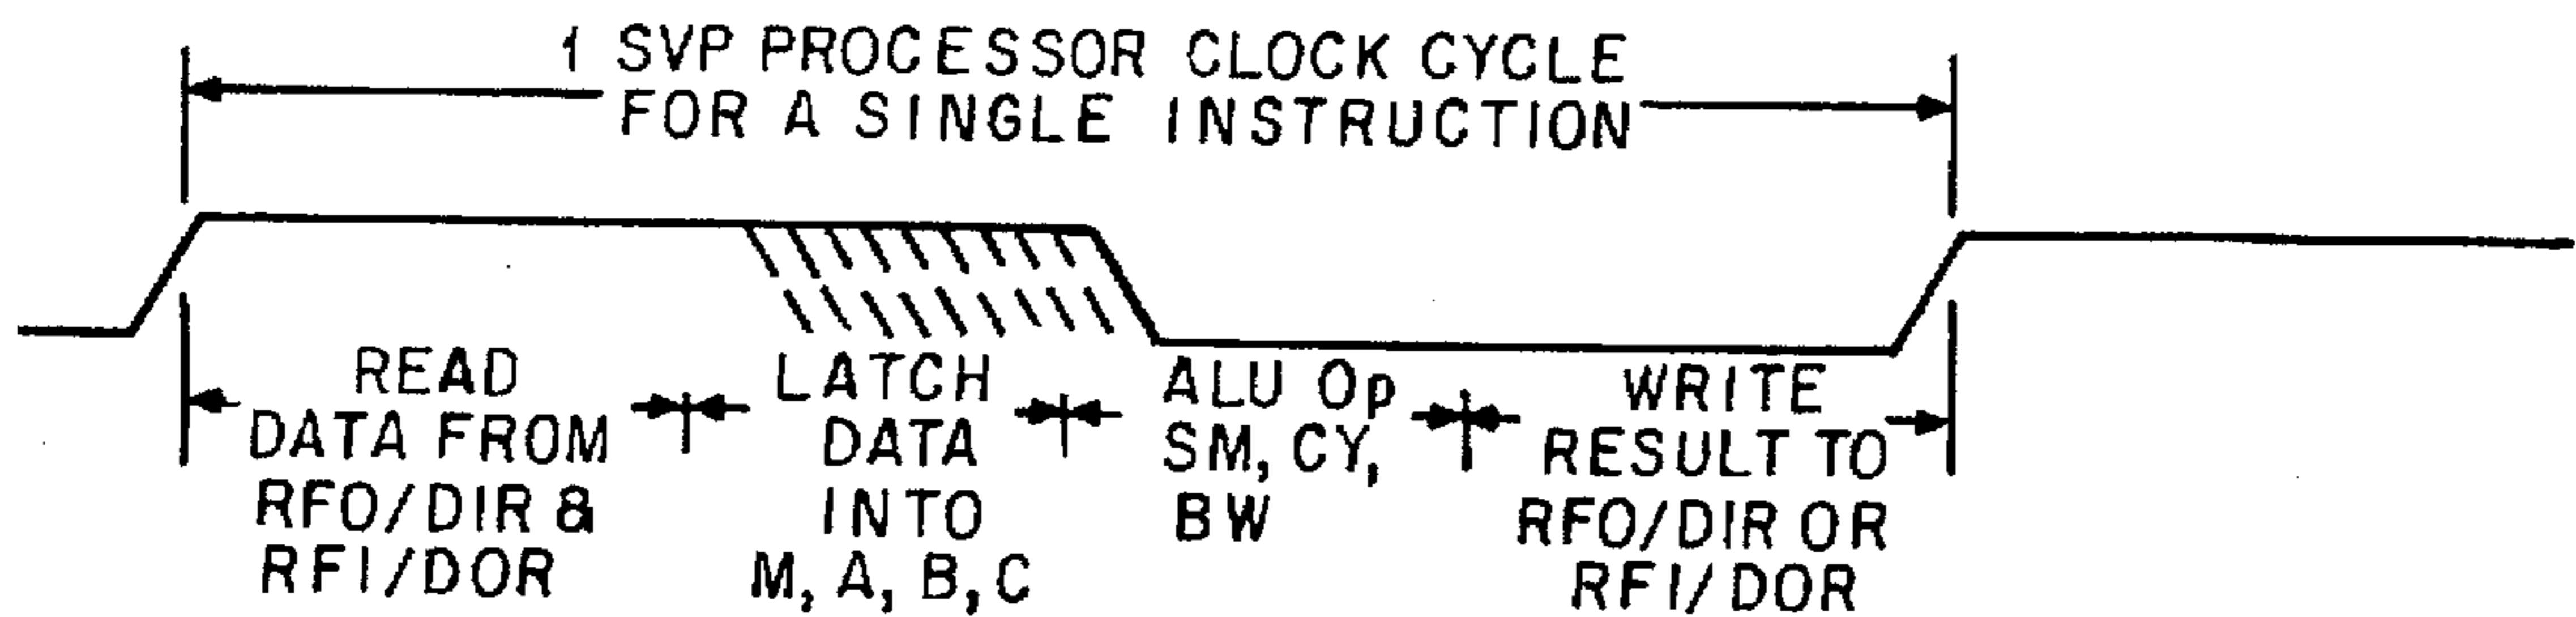 1 SVP PROCESSOR CLOCK CYCLE
FOR A SINGLE INSTRUCTION
READ
DATA FROM
RFO/DIR &
RFI/DOR
LATCH
DATA
INTO
M, A, B, C
ALU Op
SM, CY,
BW
WRITE
RESULT TO
RFO/DIR OR
RFI/DOR